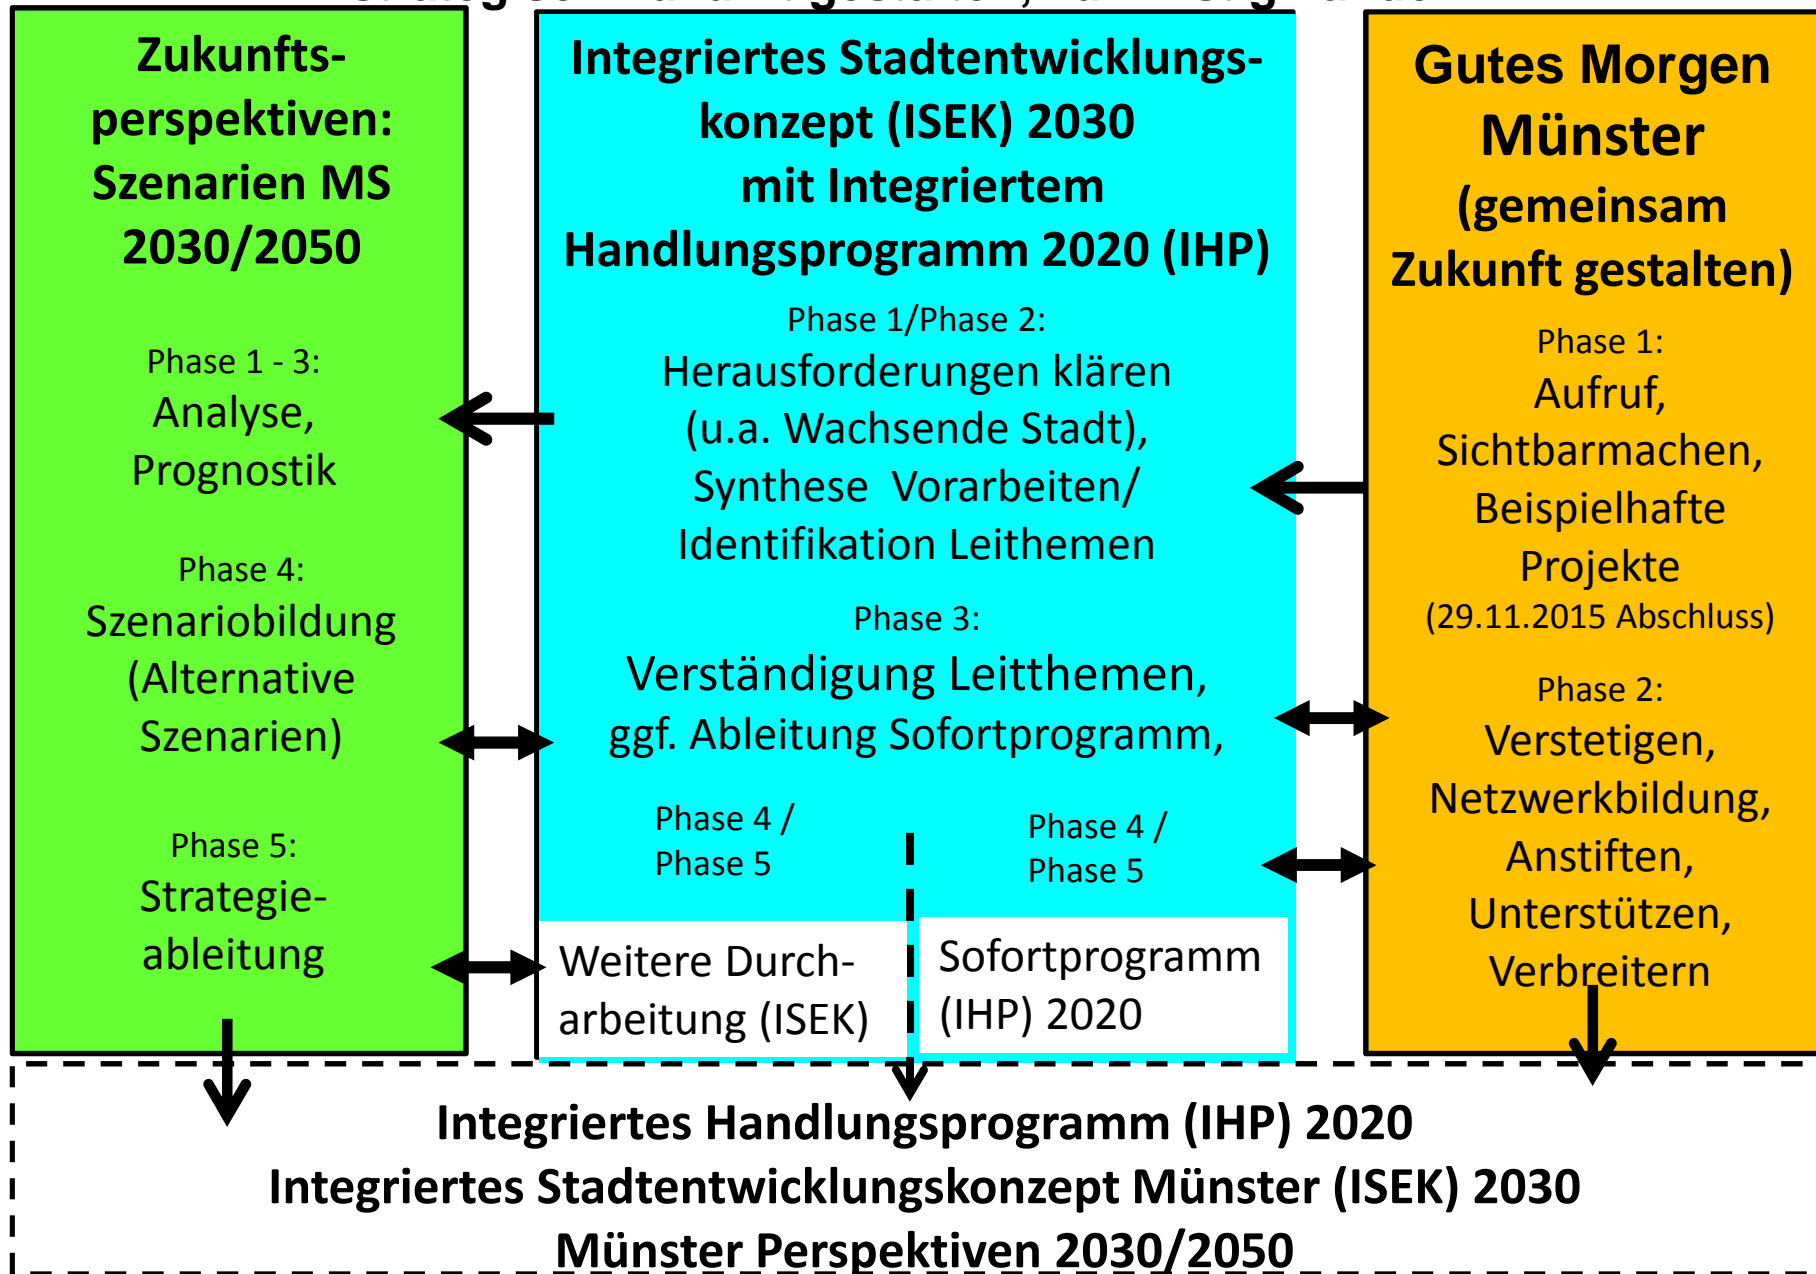 Zukunfts-
perspektiven:
Szenarien MS
2030/2050
Phase 1 - 3:
Analyse,
Prognostik
Phase 4:
Szenariobildung
(Alternative
Szenarien)
Phase 5:
Strategie-
ableitung
Integriertes Stadtentwicklungs-
konzept (ISEK) 2030
mit Integriertem
Handlungsprogramm 2020 (IHP)
Phase 1/Phase 2:
Herausforderungen klären
(u.a. Wachsende Stadt),
Synthese Vorarbeiten/
Identifikation Leithemen
Phase 3:
Verständigung Leitthemen,
ggf. Ableitung Sofortprogramm,
Phase 4 /
Phase 5
Weitere Durch-
arbeitung (ISEK)
Phase 4 /
Phase 5
Sofortprogramm
(IHP) 2020
Gutes Morgen
Münster
(gemeinsam
Zukunft gestalten)
Phase 1:
Aufruf,
Sichtbarmachen,
Beispielhafte
Projekte
(29.11.2015 Abschluss)
Phase 2:
Verstetigen,
Netzwerkbildung,
Anstiften,
Unterstützen,
Verbreitern
Integriertes Handlungsprogramm (IHP) 2020
Integriertes Stadtentwicklungskonzept Münster (ISEK) 2030
Münster Perspektiven 2030/2050